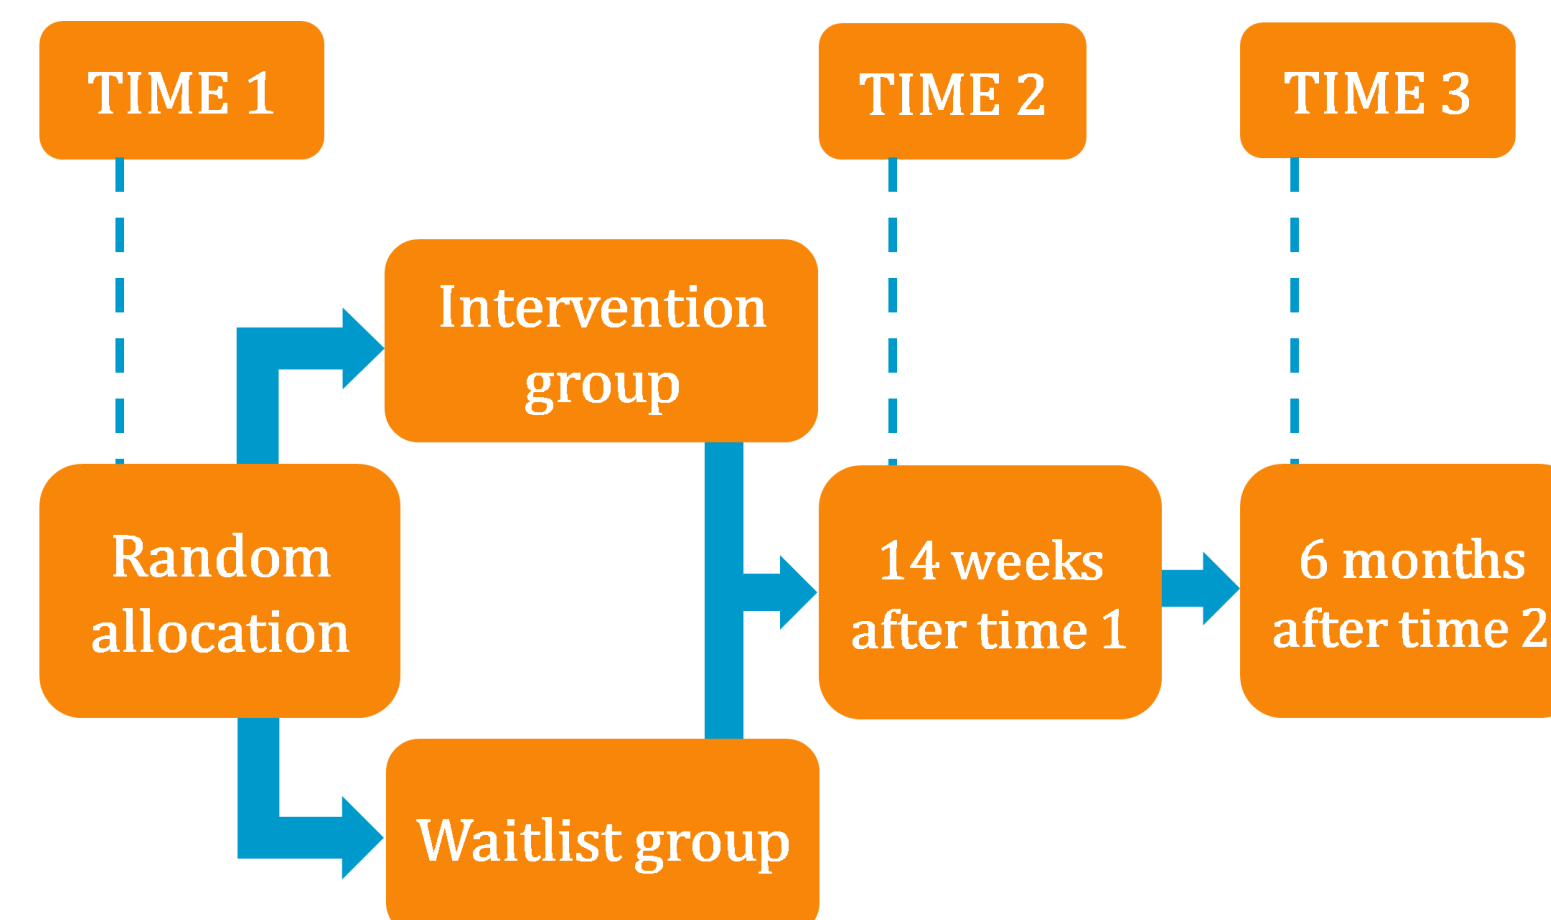 TIME 1
TIME 2
TIME 3
Intervention
group
Random
allocation
14 weeks
after time 1
6 months
after time 2
Waitlist group